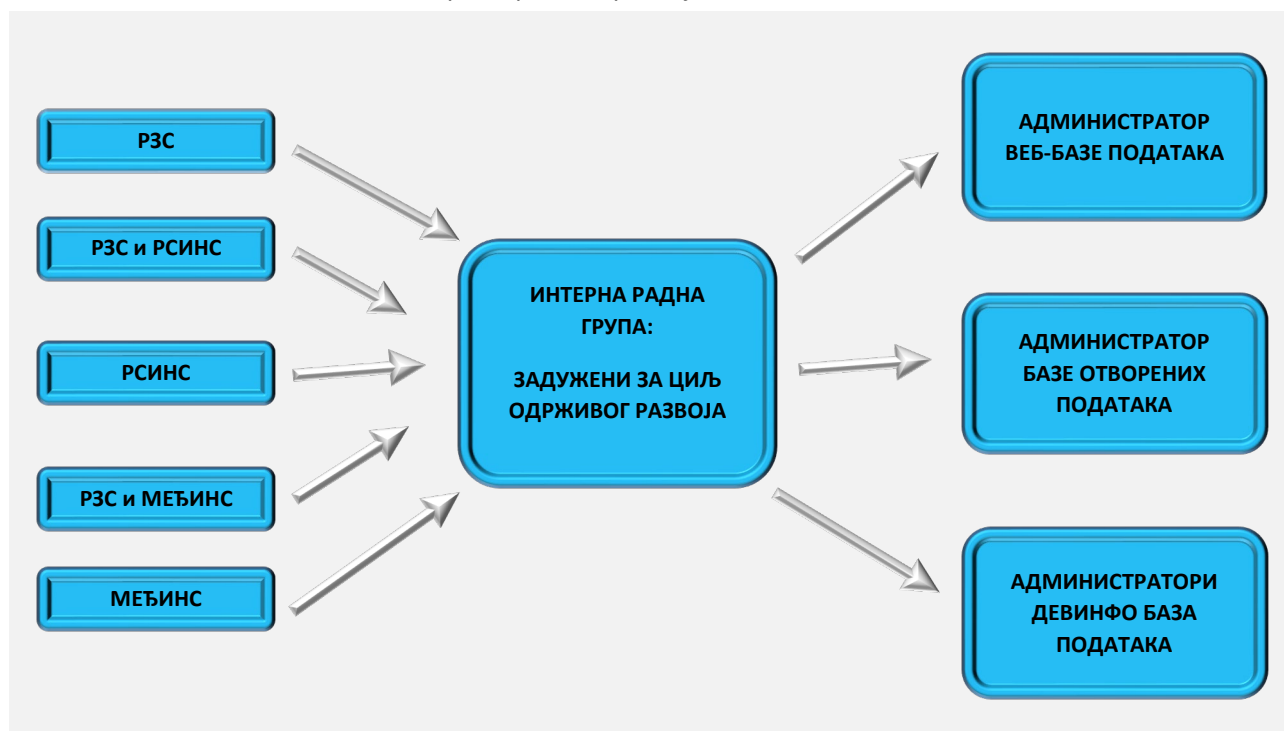 РЗС
РЗС и РСИНС
РСИНС
РЗС и МЕЂИНС
МЕЂИНС
ИНТЕРНА РАДНА
ГРУПА:
ЗАДУЖЕНИ ЗА ЦИЉ
ОДРЖИВОГ РАЗВОЈА
АДМИНИСТРАТОР
ВЕБ-БАЗЕ ПОДАТАКА
АДМИНИСТРАТОР
БАЗЕ ОТВОРЕНИХ
ПОДАТАКА
АДМИНИСТРАТОРИ
ДЕВИНФО БАЗА
ПОДАТАКА